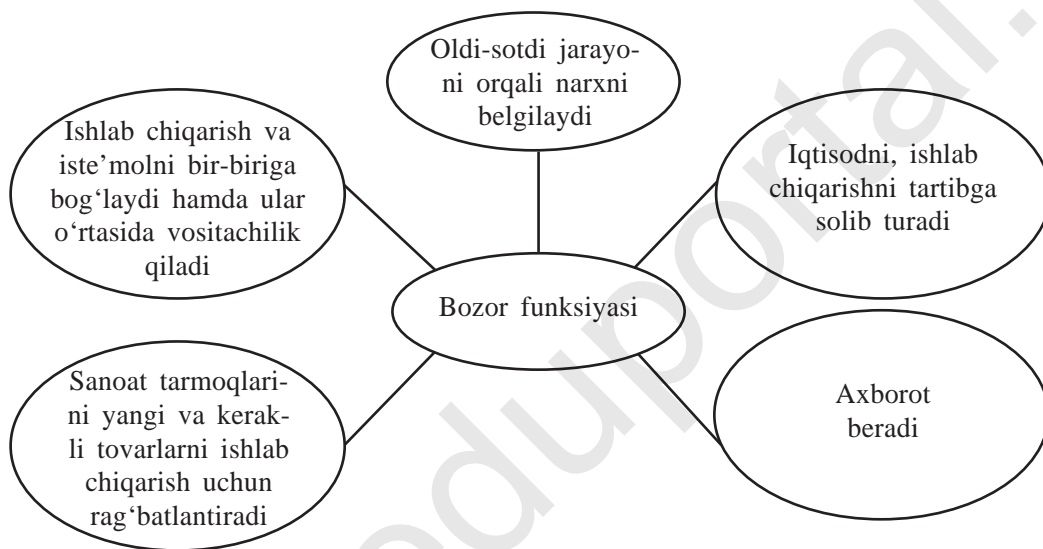 Oldi-sotdi jarayo-
ni orqali narxni
belgilaydi
Ishlab chiqarish va
iste’molni bir-biriga
bog‘laydi hamda ular
o‘rtasida vositachilik
qiladi
Iqtisodni, ishlab
chiqarishni tartibga
solib turadi
Bozor funksiyasi
Sanoat tarmoqlari-
ni yangi va kerak-
li tovarlarni ishlab
chiqarish uchun
rag‘batlantiradi
Axborot
beradi
eduportal.